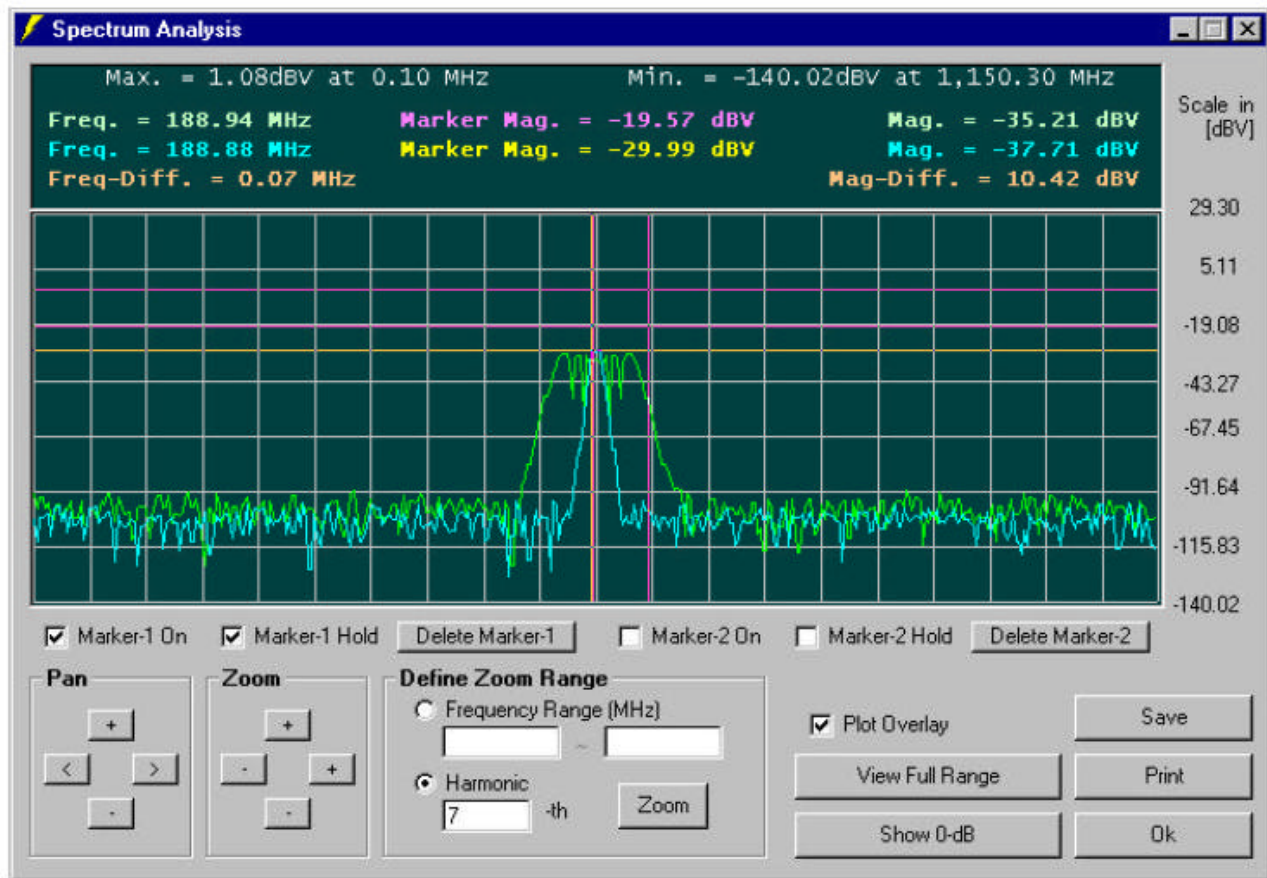 Spectrum Analysis
Max. = 1.08dBV at 0.10 MHz Min. = -140.02dBV at 1,150.30 MHz
Freq. = 188.94 MHz Marker Mag. = -19.57 dBV Mag. = -35.21 dBV
Freq. = 188.88 MHz Marker Mag. = -29.99 dBV Mag. = -37.71 dBV
Freq-Diff. = 0.07 MHz Mag-Diff. = 10.42 dBV
Scale in
[dBV]
29.30
5.11
-19.08
-43.27
-67.45
-91.64
-115.83
-140.02
Marker-1 On Marker-1 Hold Delete Marker-1 Marker-2 On Marker-2 Hold Delete Marker-2
Pan
+
< >
-
Zoom
+
- +
-
Define Zoom Range
Frequency Range (MHz)
~
Harmonic
7 -th Zoom
Plot Overlay Save
View Full Range Print
Show 0-dB Ok